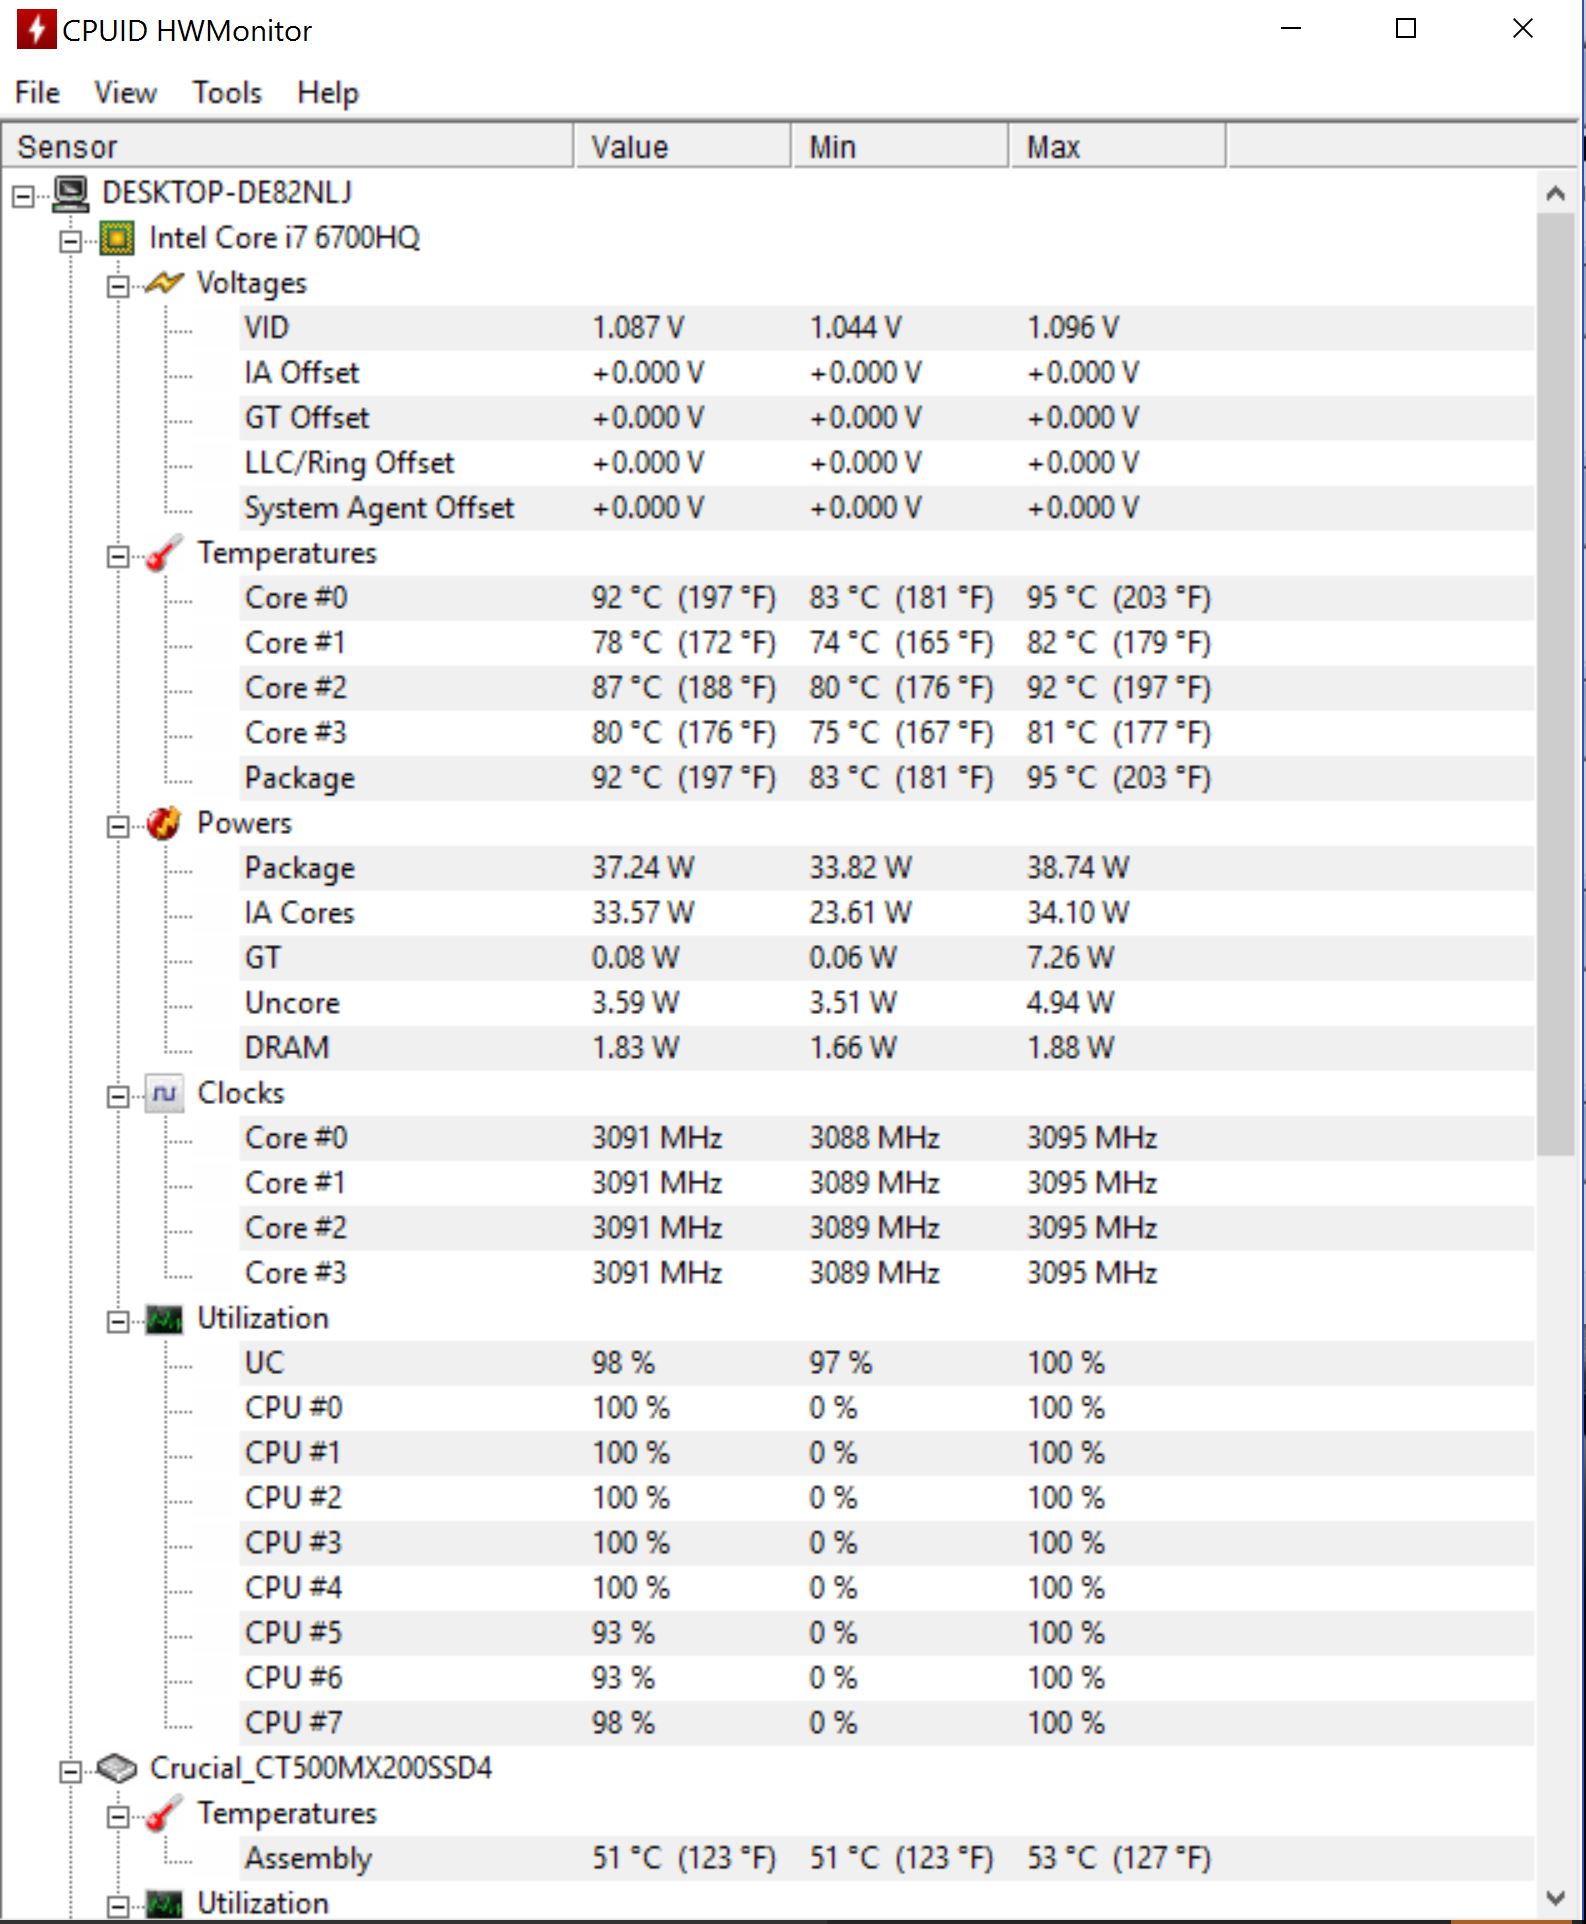 CPUID HWMonitor
File View Tools Help
Sensor Value Min Max
DESKTOP-DE82NLJ
Intel Core i7 6700HQ
Voltages
VID 1.087 V 1.044 V 1.096 V
IA Offset +0.000 V +0.000 V +0.000 V
GT Offset +0.000 V +0.000 V +0.000 V
LLC/Ring Offset +0.000 V +0.000 V +0.000 V
System Agent Offset +0.000 V +0.000 V +0.000 V
Temperatures
Core #0 92 °C (197 °F) 83 °C (181 °F) 95 °C (203 °F)
Core #1 78 °C (172 °F) 74 °C (165 °F) 82 °C (179 °F)
Core #2 87 °C (188 °F) 80 °C (176 °F) 92 °C (197 °F)
Core #3 80 °C (176 °F) 75 °C (167 °F) 81 °C (177 °F)
Package 92 °C (197 °F) 83 °C (181 °F) 95 °C (203 °F)
Powers
Package 37.24 W 33.82 W 38.74 W
IA Cores 33.57 W 23.61 W 34.10 W
GT 0.08 W 0.06 W 7.26 W
Uncore 3.59 W 3.51 W 4.94 W
DRAM 1.83 W 1.66 W 1.88 W
Clocks
Core #0 3091 MHz 3088 MHz 3095 MHz
Core #1 3091 MHz 3089 MHz 3095 MHz
Core #2 3091 MHz 3089 MHz 3095 MHz
Core #3 3091 MHz 3089 MHz 3095 MHz
Utilization
UC 98 % 97 % 100 %
CPU #0 100 % 0 % 100 %
CPU #1 100 % 0 % 100 %
CPU #2 100 % 0 % 100 %
CPU #3 100 % 0 % 100 %
CPU #4 100 % 0 % 100 %
CPU #5 93 % 0 % 100 %
CPU #6 93 % 0 % 100 %
CPU #7 98 % 0 % 100 %
Crucial_CT500MX200SSD4
Temperatures
Assembly 51 °C (123 °F) 51 °C (123 °F) 53 °C (127 °F)
Utilization